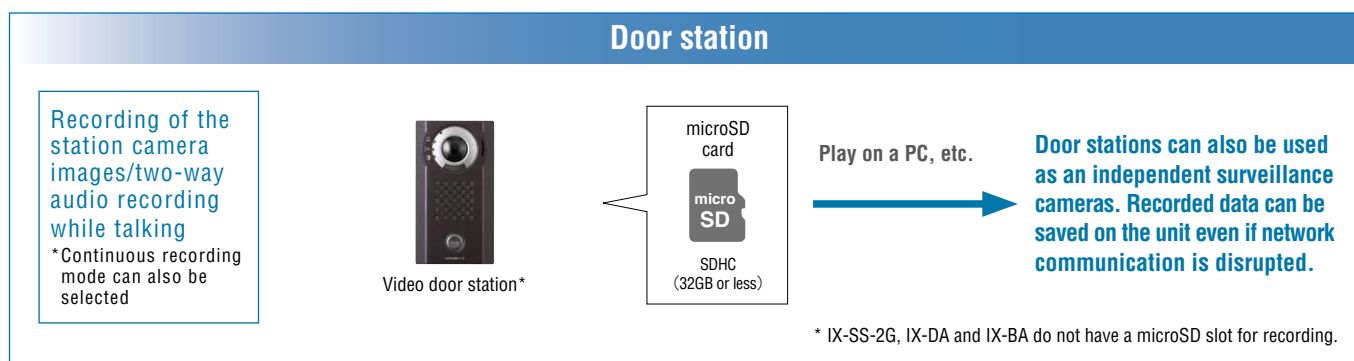 Door station
Recording of the
station camera
images/two-way
audio recording
while talking
*Continuous recording
mode can also be
selected
Video door station*
microSD
card
micro
SD
SDHC
(32GB or less)
Play on a PC, etc.
Door stations can also be used
as an independent surveillance
cameras. Recorded data can be
saved on the unit even if network
communication is disrupted.
* IX-SS-2G, IX-DA and IX-BA do not have a microSD slot for recording.